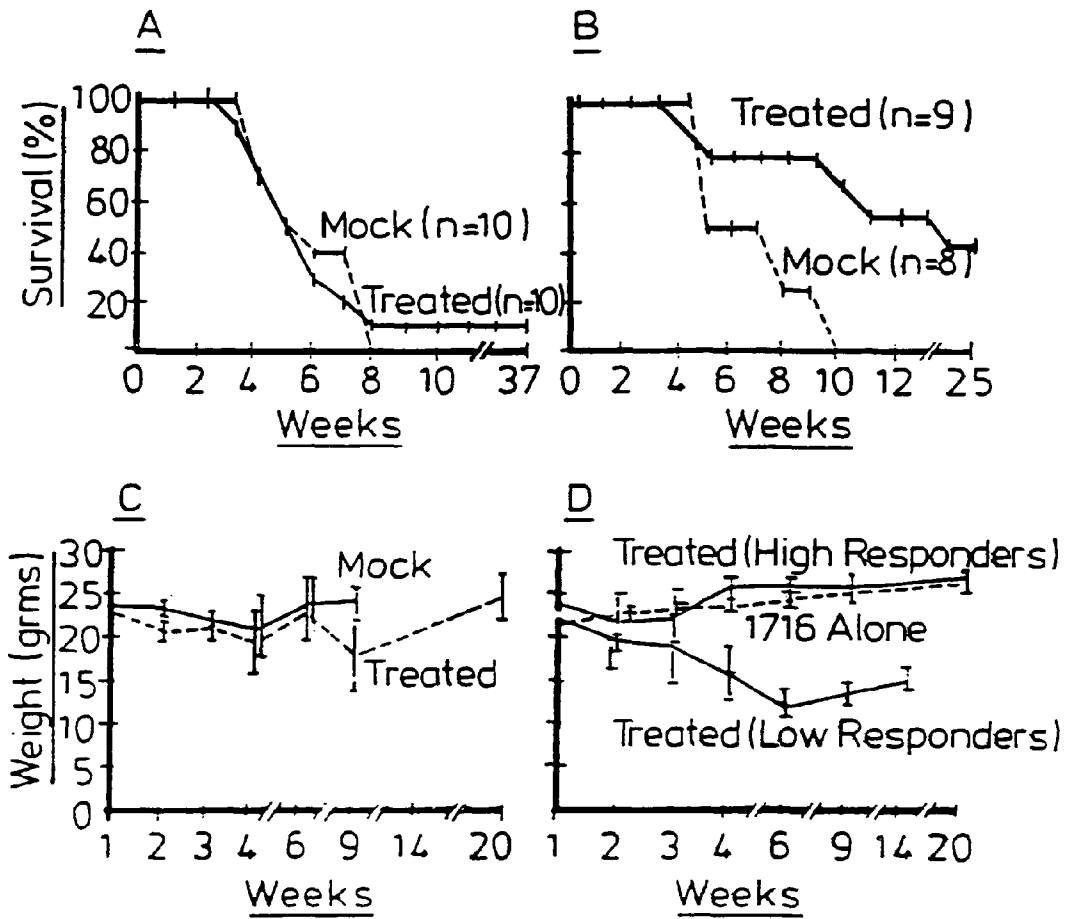 A
Survival (%)
100
80
60
40
20
Mock (n=10)
Treated (n=10)
0 2 4 6 8 10 37
Weeks
B
Treated (n=9)
Mock (n=8)
0 2 4 6 8 10 12 25
Weeks
C
Weight (grms)
30
25
20
15
10
5
0
Mock
Treated
1 2 3 4 6 9 14 20
Weeks
D
Treated (High Responders)
1716 Alone
Treated (Low Responders)
1 2 3 4 6 9 14 20
Weeks